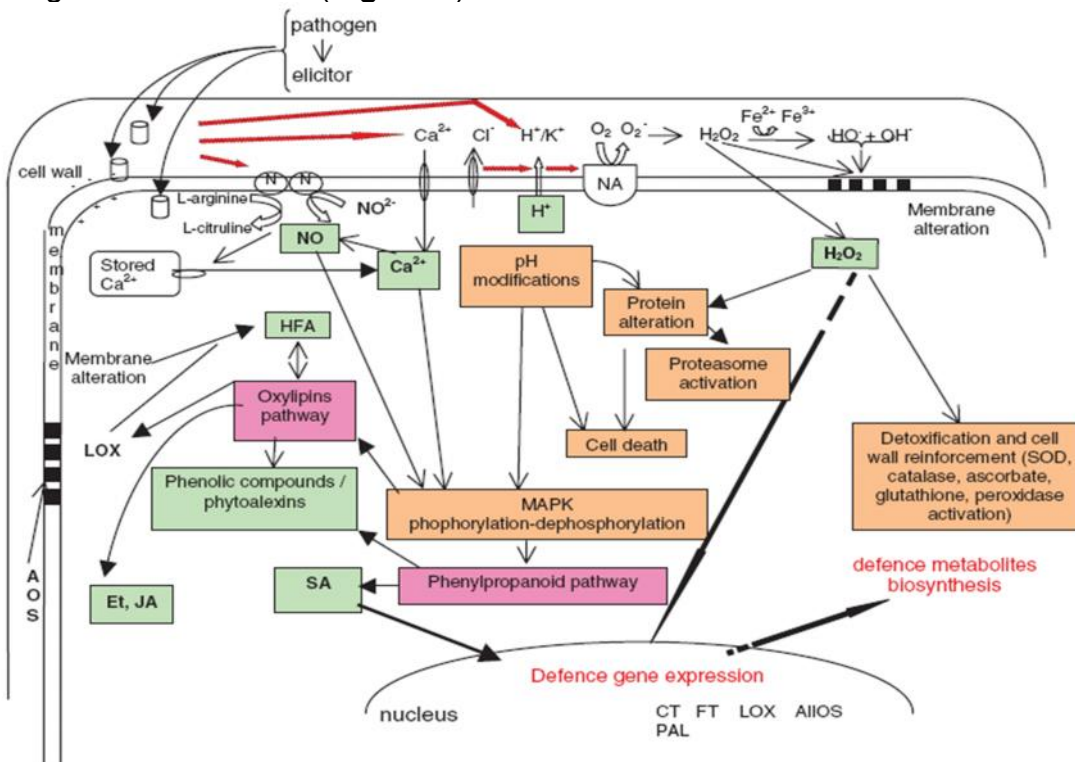 pathogen
elicitor
Ca²⁺ Cl⁻ H⁺/K⁺ O₂ O₂⁻ H₂O₂ Fe²⁺ Fe³⁺ HO· + OH⁻
cell wall
N N
NA
L-arginine
NO²⁻
L-citruline
H⁺
Membrane
alteration
membrane
NO
Ca²⁺
H₂O₂
Stored
Ca²⁺
pH
modifications
Protein
alteration
HFA
Membrane
alteration
Proteasome
activation
Oxylipins
pathway
LOX
Cell death
Detoxification and cell
wall reinforcement (SOD,
catalase, ascorbate,
glutathione, peroxidase
activation)
Phenolic compounds /
phytoalexins
MAPK
phophorylation-dephosphorylation
AOS
Et, JA
SA
Phenylpropanoid pathway
defence metabolites
biosynthesis
Defence gene expression
nucleus
CT FT LOX AllOS
PAL